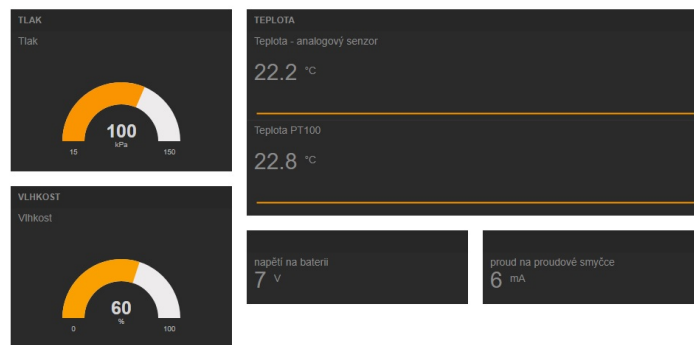 TLAK
Tlak
100
kPa
15 150
VLHKOST
Vlhkost
60
%
0 100
TEPLOTA
Teplota - analogový senzor
22.2 °C
Teplota PT100
22.8 °C
napětí na baterii
7 V
proud na proudové smyčce
6 mA